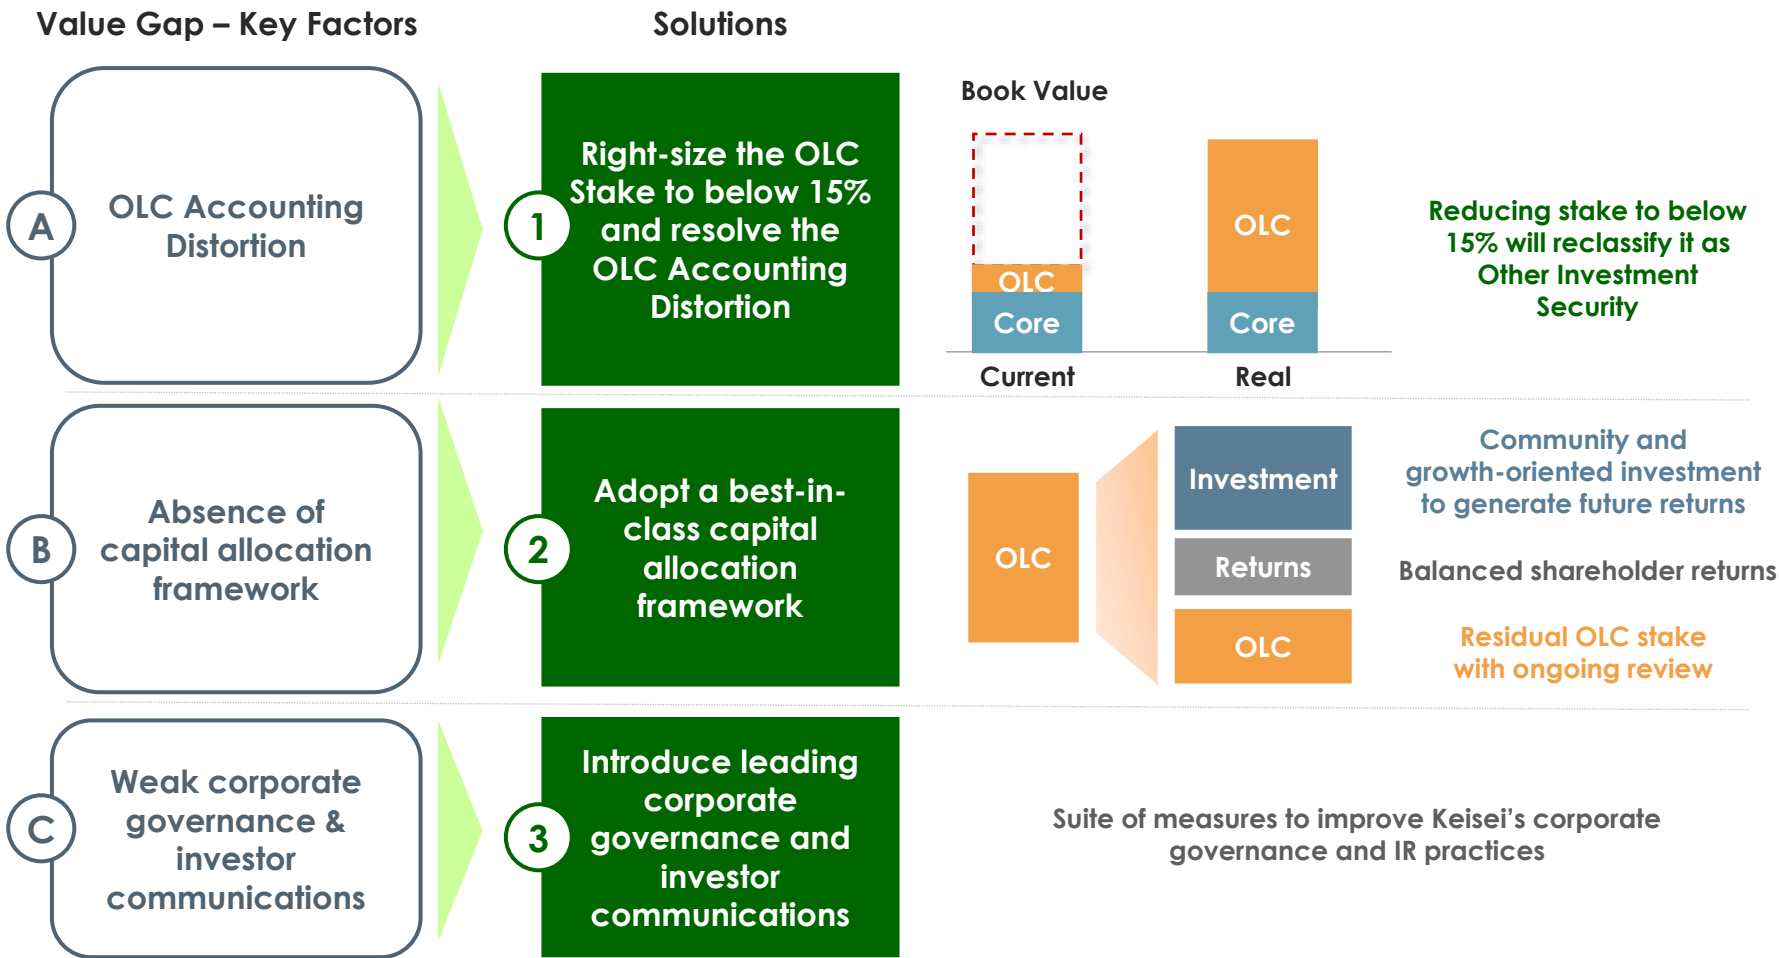 Value Gap – Key Factors
Solutions
A
OLC Accounting
Distortion
1
Right-size the OLC
Stake to below 15%
and resolve the
OLC Accounting
Distortion
Book Value
OLC
Core
Current
OLC
Core
Real
Reducing stake to below
15% will reclassify it as
Other Investment
Security
B
Absence of
capital allocation
framework
2
Adopt a best-in-
class capital
allocation
framework
OLC
Investment
Returns
OLC
Community and
growth-oriented investment
to generate future returns
Balanced shareholder returns
Residual OLC stake
with ongoing review
C
Weak corporate
governance &
investor
communications
3
Introduce leading
corporate
governance and
investor
communications
Suite of measures to improve Keisei’s corporate
governance and IR practices